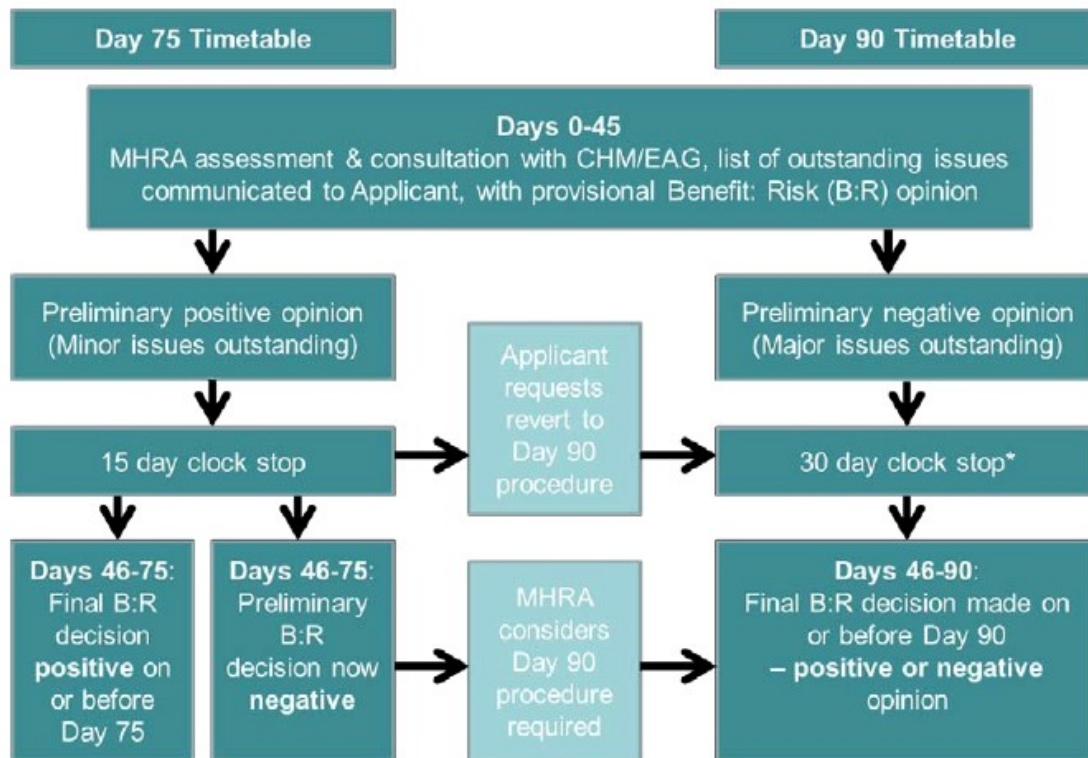 Day 75 Timetable
Day 90 Timetable
Days 0-45
MHRA assessment & consultation with CHM/EAG, list of outstanding issues
communicated to Applicant, with provisional Benefit: Risk (B:R) opinion
Preliminary positive opinion
(Minor issues outstanding)
Applicant
requests
revert to
Day 90
procedure
Preliminary negative opinion
(Major issues outstanding)
15 day clock stop
30 day clock stop*
Days 46-75:
Final B:R
decision
positive on
or before
Day 75
Days 46-75:
Preliminary
B:R
decision now
negative
MHRA
considers
Day 90
procedure
required
Days 46-90:
Final B:R decision made on
or before Day 90
– positive or negative
opinion